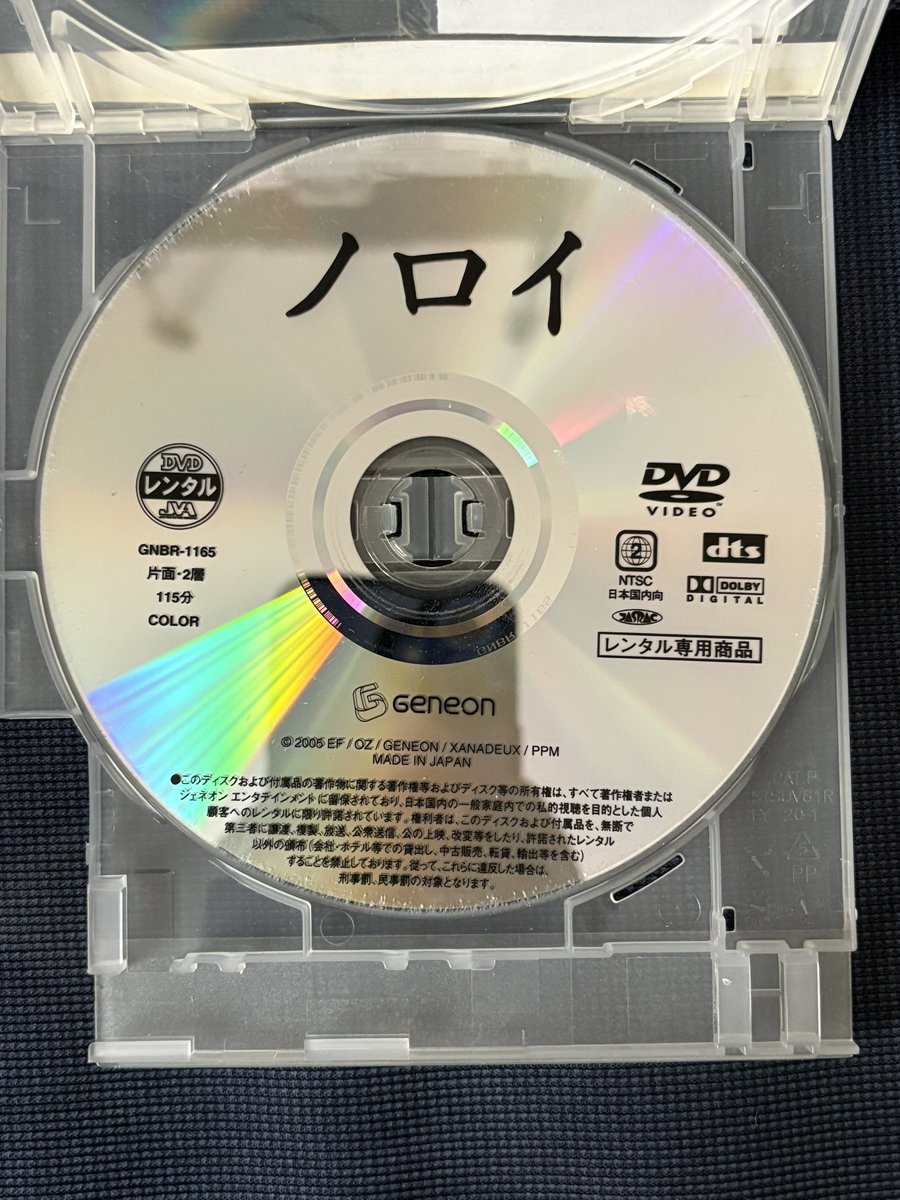 ノロイ
DVD
レンタル
JVA
GNBR-1165
片面・2層
115分
COLOR
DVD
VIDEO
2
NTSC
日本国内向
dts
DOLBY
DIGITAL
JASRAC
レンタル専用商品
GENEON
© 2005 EF / OZ / GENEON / XANADEUX / PPM
MADE IN JAPAN
●このディスクおよび付属品の著作物に関する著作権等およびディスク等の所有権は、すべて著作権者または
ジェネオン エンタテインメントに留保されており、日本国内の一般家庭内での私的視聴を目的とした個人
顧客へのレンタルに限り許諾されています。権利者は、このディスクおよび付属品を、無断で
第三者に譲渡、複製、放送、公衆送信、公の上映、改変等をしたり、許諾されたレンタル
以外の頒布(会社・ホテル等での貸出し、中古販売、転貸、輸出等を含む)
することを禁止しております。従って、これらに違反した場合は、
刑事罰、民事罰の対象となります。